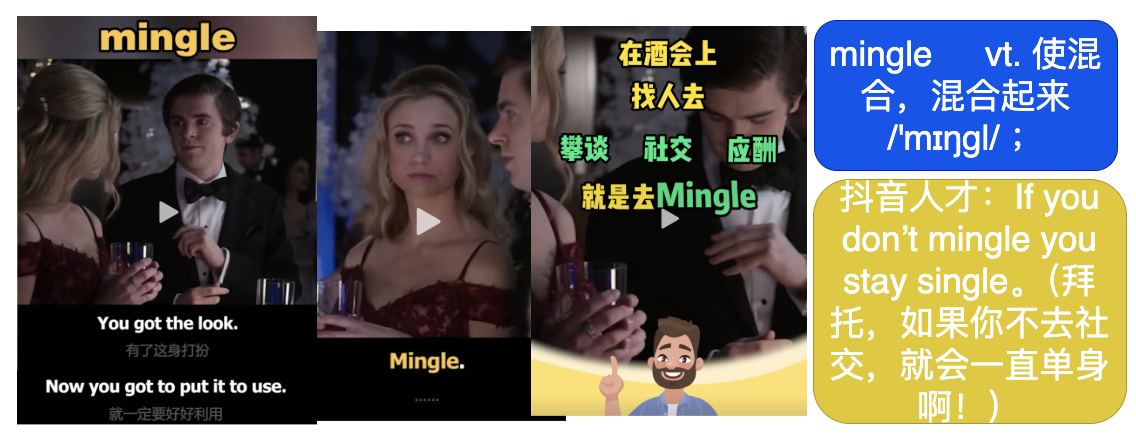 mingle
You got the look.
有了这身打扮
Now you got to put it to use.
就一定要好好利用
Mingle.
……
在酒会上
找人去
攀谈 社交 应酬
就是去Mingle
mingle vt. 使混
合，混合起来
/'mɪŋgl/；
抖音人才：If you
don't mingle you
stay single。（拜
托，如果你不去社
交，就会一直单身
啊！）